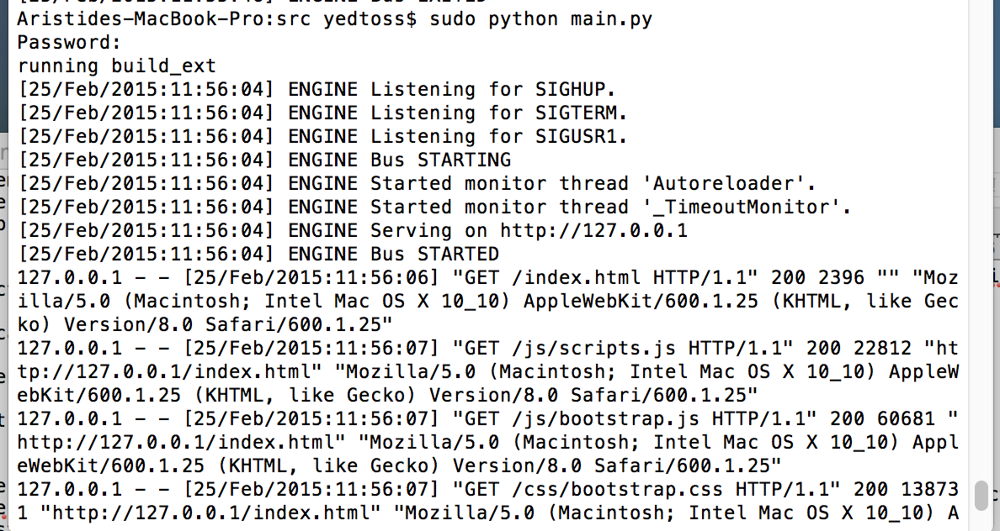 Aristides-MacBook-Pro:src yedtoss$ sudo python main.py
Password:
running build_ext
[25/Feb/2015:11:56:04] ENGINE Listening for SIGHUP.
[25/Feb/2015:11:56:04] ENGINE Listening for SIGTERM.
[25/Feb/2015:11:56:04] ENGINE Listening for SIGUSR1.
[25/Feb/2015:11:56:04] ENGINE Bus STARTING
[25/Feb/2015:11:56:04] ENGINE Started monitor thread 'Autoreloader'.
[25/Feb/2015:11:56:04] ENGINE Started monitor thread '_TimeoutMonitor'.
[25/Feb/2015:11:56:04] ENGINE Serving on http://127.0.0.1
[25/Feb/2015:11:56:04] ENGINE Bus STARTED
127.0.0.1 - - [25/Feb/2015:11:56:06] "GET /index.html HTTP/1.1" 200 2396 "" "Moz
illa/5.0 (Macintosh; Intel Mac OS X 10_10) AppleWebKit/600.1.25 (KHTML, like Gec
ko) Version/8.0 Safari/600.1.25"
127.0.0.1 - - [25/Feb/2015:11:56:07] "GET /js/scripts.js HTTP/1.1" 200 22812 "ht
tp://127.0.0.1/index.html" "Mozilla/5.0 (Macintosh; Intel Mac OS X 10_10) AppleW
ebKit/600.1.25 (KHTML, like Gecko) Version/8.0 Safari/600.1.25"
127.0.0.1 - - [25/Feb/2015:11:56:07] "GET /js/bootstrap.js HTTP/1.1" 200 60681 "
http://127.0.0.1/index.html" "Mozilla/5.0 (Macintosh; Intel Mac OS X 10_10) Appl
eWebKit/600.1.25 (KHTML, like Gecko) Version/8.0 Safari/600.1.25"
127.0.0.1 - - [25/Feb/2015:11:56:07] "GET /css/bootstrap.css HTTP/1.1" 200 13873
1 "http://127.0.0.1/index.html" "Mozilla/5.0 (Macintosh; Intel Mac OS X 10_10) A